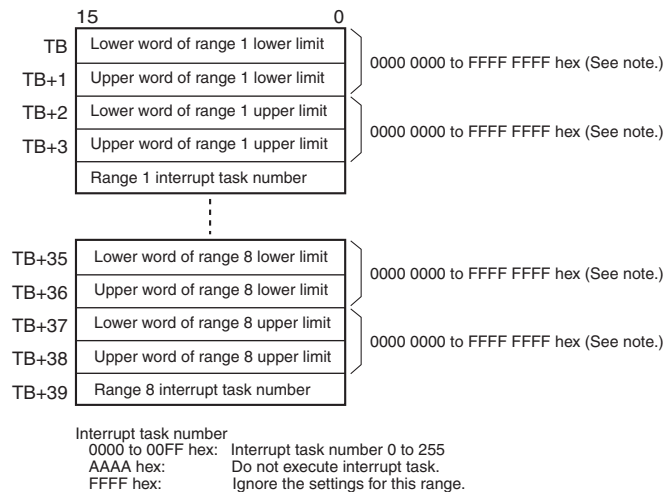 15 0
TB Lower word of range 1 lower limit
0000 0000 to FFFF FFFF hex (See note.)
TB+1 Upper word of range 1 lower limit
TB+2 Lower word of range 1 upper limit
0000 0000 to FFFF FFFF hex (See note.)
TB+3 Upper word of range 1 upper limit
Range 1 interrupt task number
TB+35 Lower word of range 8 lower limit
0000 0000 to FFFF FFFF hex (See note.)
TB+36 Upper word of range 8 lower limit
TB+37 Lower word of range 8 upper limit
0000 0000 to FFFF FFFF hex (See note.)
TB+38 Upper word of range 8 upper limit
TB+39 Range 8 interrupt task number
Interrupt task number
0000 to 00FF hex: Interrupt task number 0 to 255
AAAA hex: Do not execute interrupt task.
FFFF hex: Ignore the settings for this range.